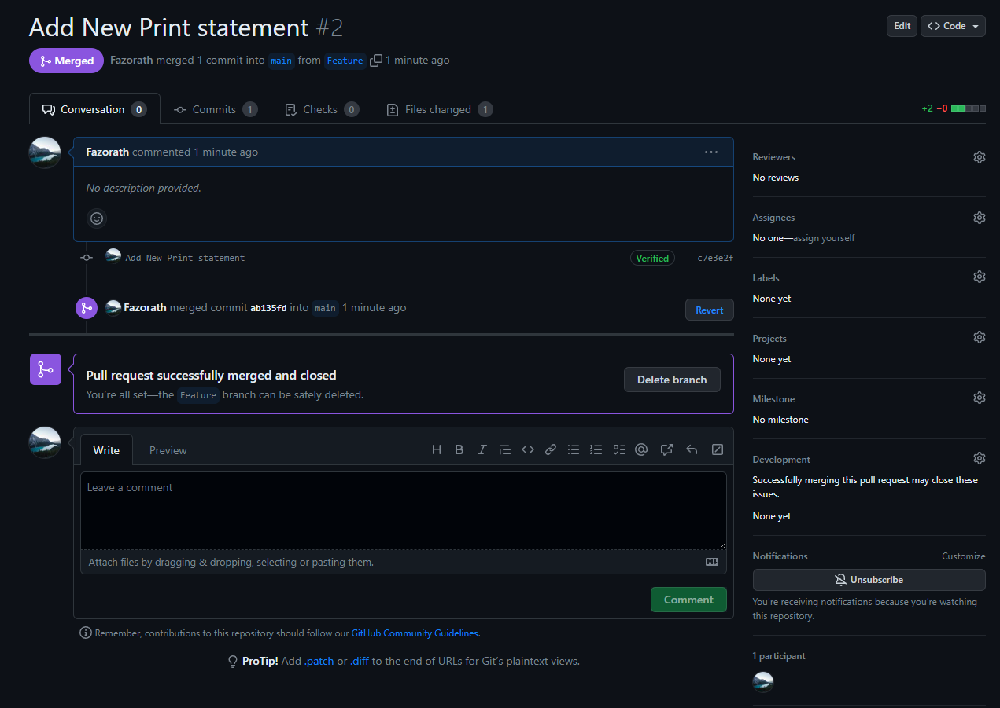 Add New Print statement #2
Edit
Code
Merged
Fazorath merged 1 commit into main from Feature 1 minute ago
Conversation 0
Commits 1
Checks 0
Files changed 1
+2 −0
Fazorath commented 1 minute ago
No description provided.
Add New Print statement
Verified
c7e3e2f
Fazorath merged commit ab135fd into main 1 minute ago
Revert
Pull request successfully merged and closed
You're all set—the Feature branch can be safely deleted.
Delete branch
Write
Preview
Leave a comment
Attach files by dragging & dropping, selecting or pasting them.
Comment
Remember, contributions to this repository should follow our GitHub Community Guidelines.
ProTip! Add .patch or .diff to the end of URLs for Git's plaintext views.
Reviewers
No reviews
Assignees
No one—assign yourself
Labels
None yet
Projects
None yet
Milestone
No milestone
Development
Successfully merging this pull request may close these
issues.
None yet
Notifications
Customize
Unsubscribe
You're receiving notifications because you're watching
this repository.
1 participant